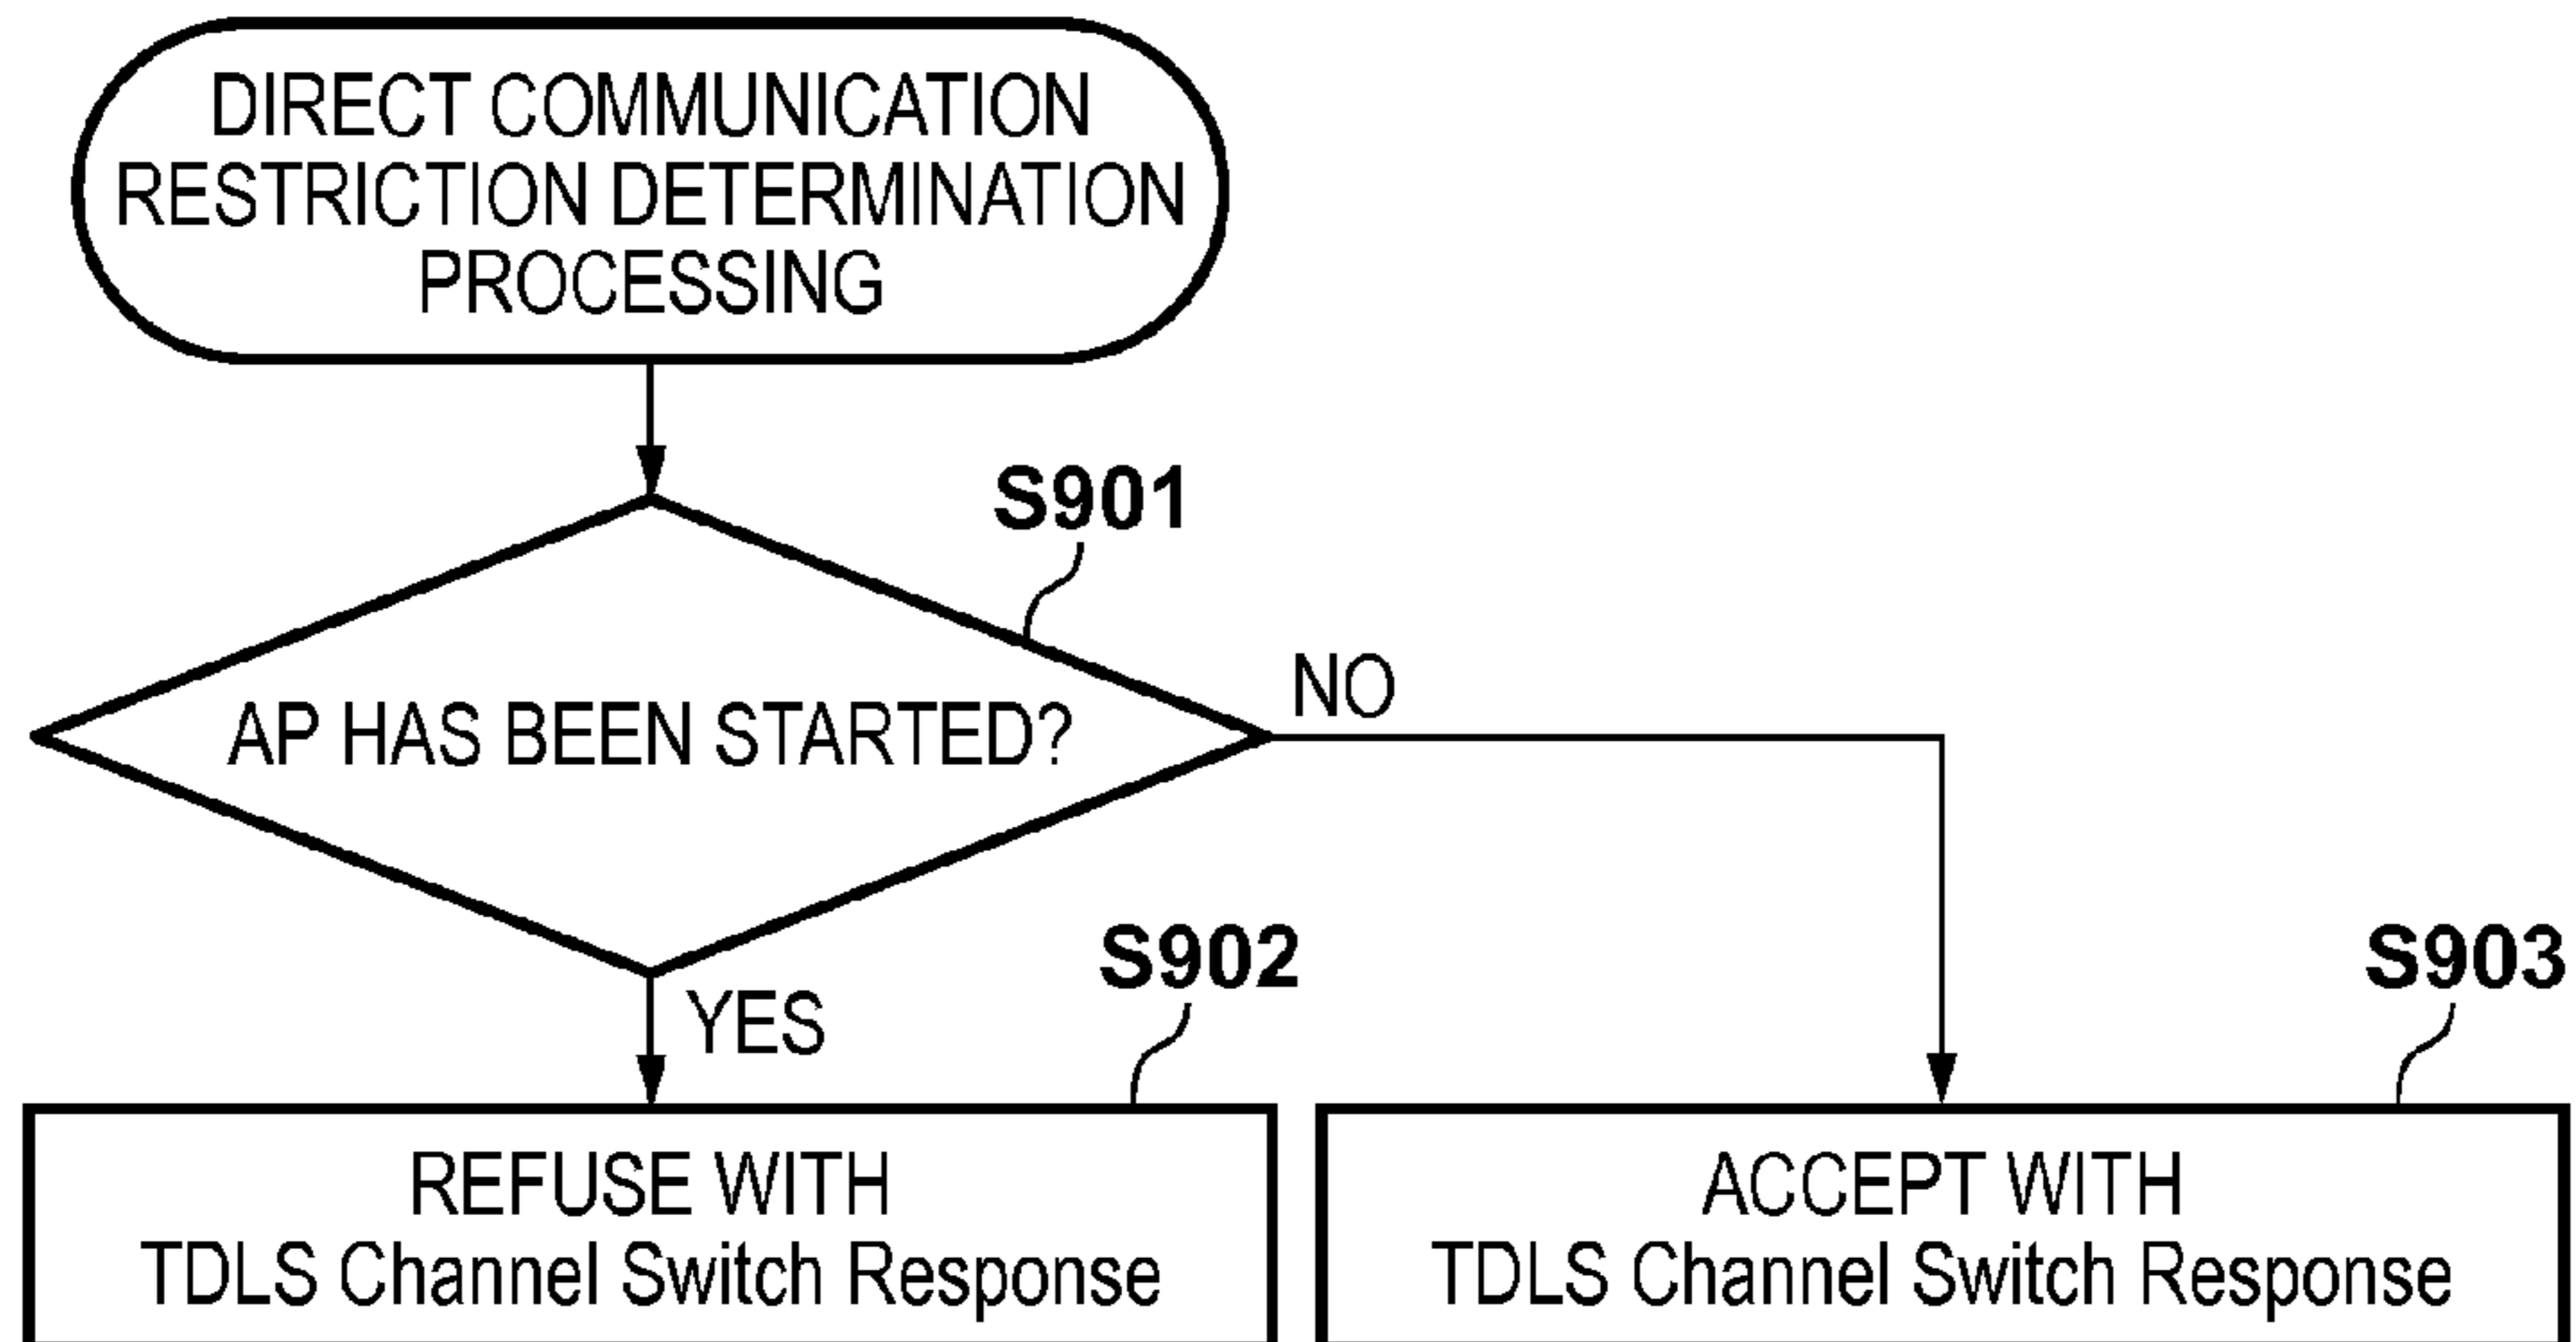 DIRECT COMMUNICATION
RESTRICTION DETERMINATION
PROCESSING
S901
AP HAS BEEN STARTED?
NO
YES
S902
REFUSE WITH
TDLS Channel Switch Response
S903
ACCEPT WITH
TDLS Channel Switch Response